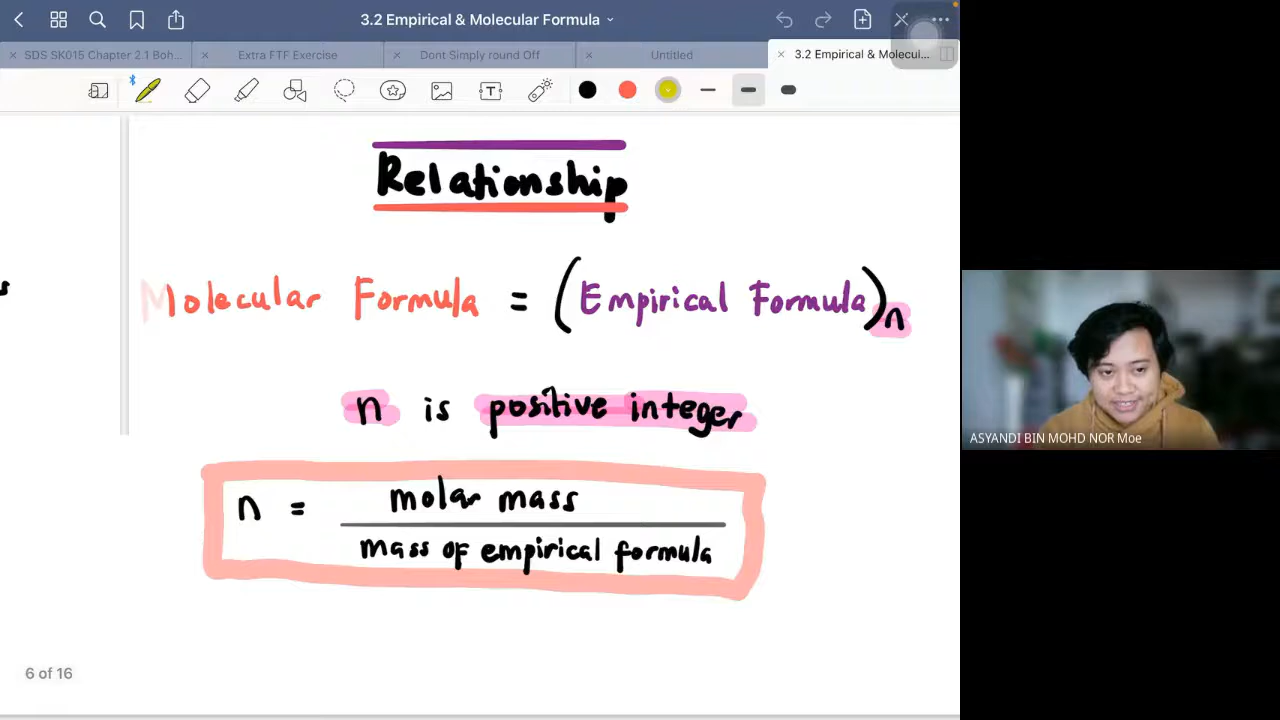 3.2 Empirical & Molecular Formula
SDS SK015 Chapter 2.1 Boh...
Extra FTF Exercise
Dont Simply round Off
Untitled
3.2 Empirical & Molecul...
Relationship
Molecular Formula = (Empirical Formula)n
n is positive integer
n = molar mass
mass of empirical formula
6 of 16
ASYANDI BIN MOHD NOR Moe